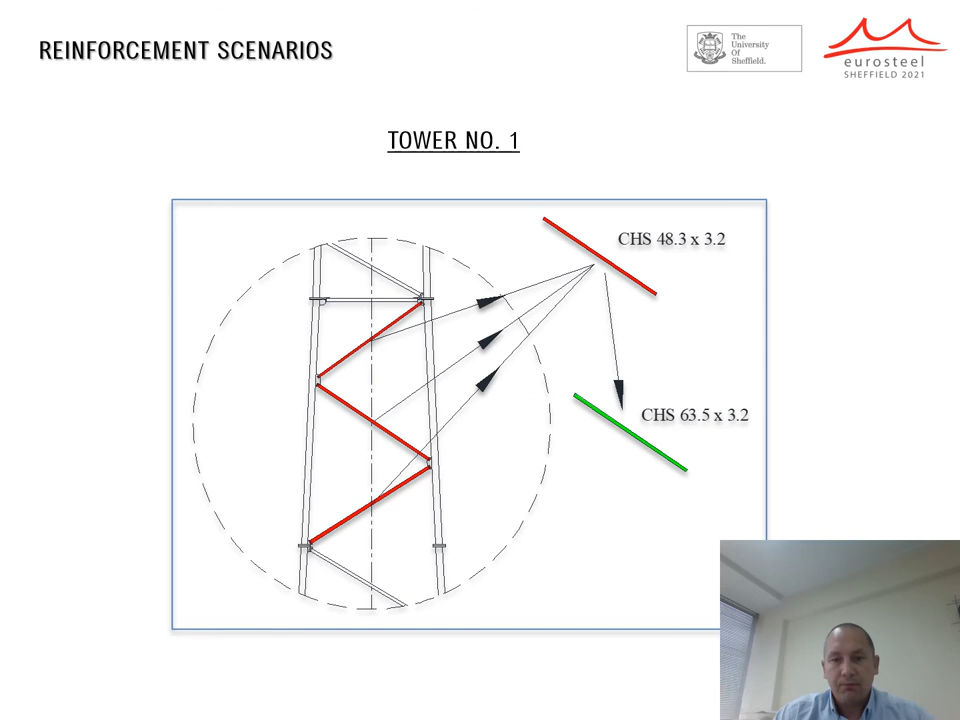 REINFORCEMENT SCENARIOS
The
University
Of
Sheffield.
eurosteel
SHEFFIELD 2021
TOWER NO. 1
CHS 48.3 x 3.2
CHS 63.5 x 3.2